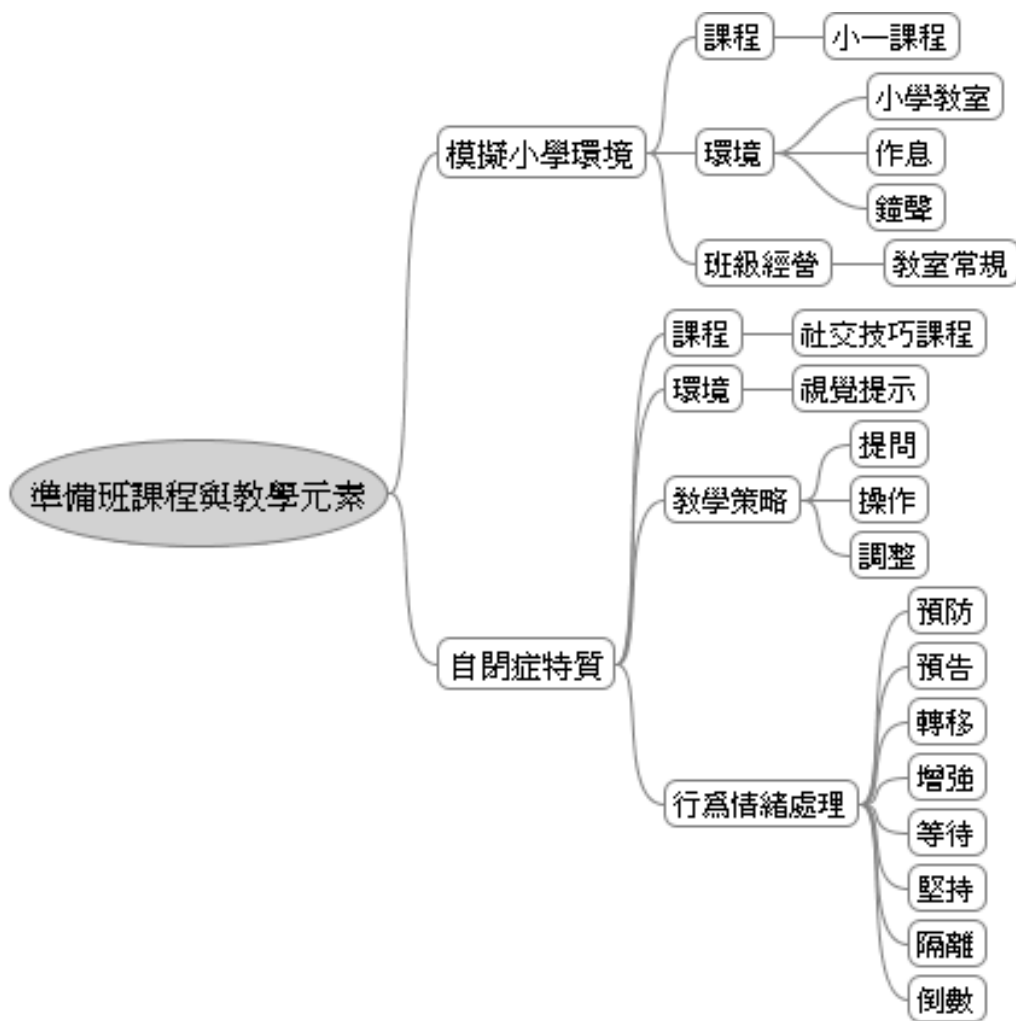 準備班課程與教學元素
模擬小學環境
課程
小一課程
環境
小學教室
作息
鐘聲
班級經營
教室常規
自閉症特質
課程
社交技巧課程
環境
視覺提示
教學策略
提問
操作
調整
行為情緒處理
預防
預告
轉移
增強
等待
堅持
隔離
倒數